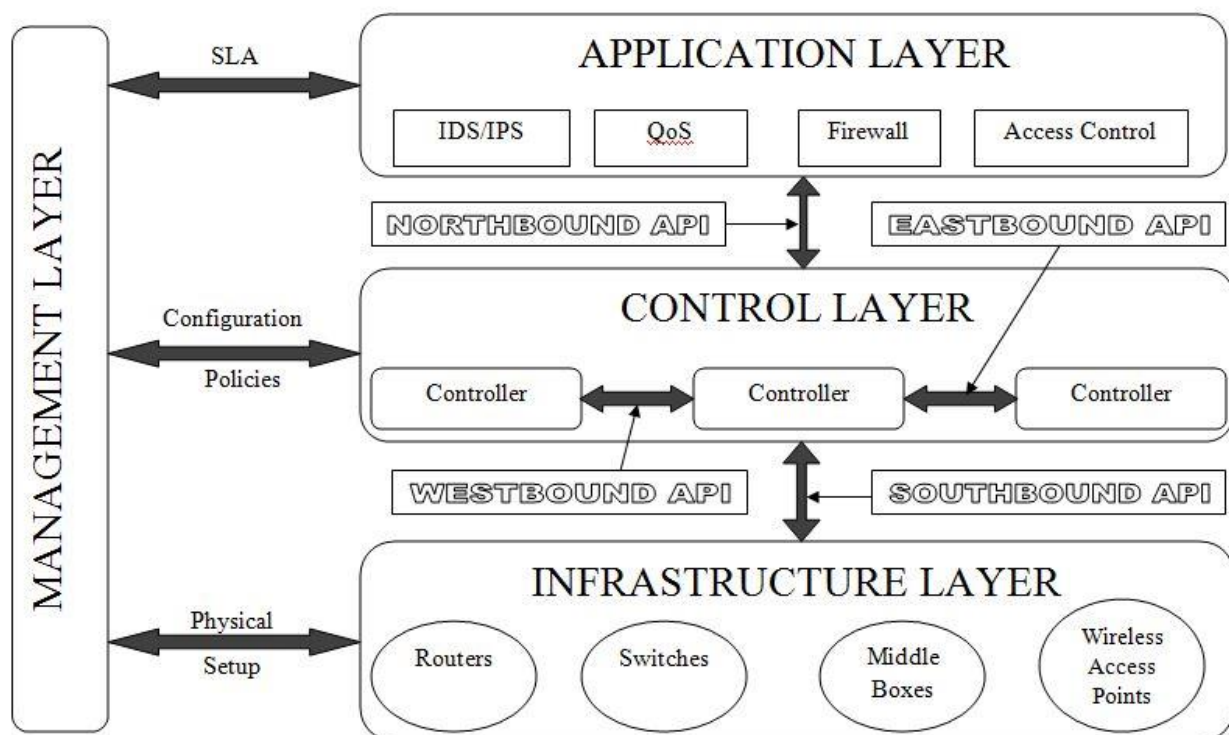 MANAGEMENT LAYER
SLA
Configuration
Policies
Physical
Setup
APPLICATION LAYER
IDS/IPS
QoS
Firewall
Access Control
NORTHBOUND API
EASTBOUND API
CONTROL LAYER
Controller
Controller
Controller
WESTBOUND API
SOUTHBOUND API
INFRASTRUCTURE LAYER
Routers
Switches
Middle
Boxes
Wireless
Access
Points